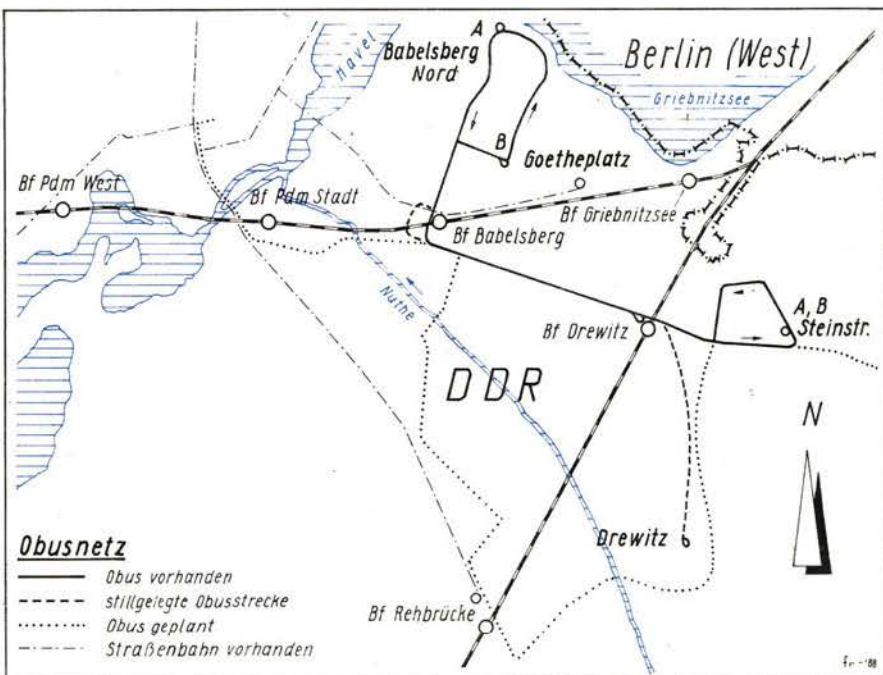 A
Babelsberg
Nord
Havel
Berlin (West)
Griebnitzsee
B
Goetheplatz
Bf Pdm West
Bf Pdm Stadt
Bf Griebnitzsee
Bf Babelsberg
Nuthe
A, B
Steinstr.
Bf Drewitz
DDR
N
Drewitz
Bf Rehbrücke
Obusnetz
Obus vorhanden
stillgelegte Obusstrecke
Obus geplant
Straßenbahn vorhanden